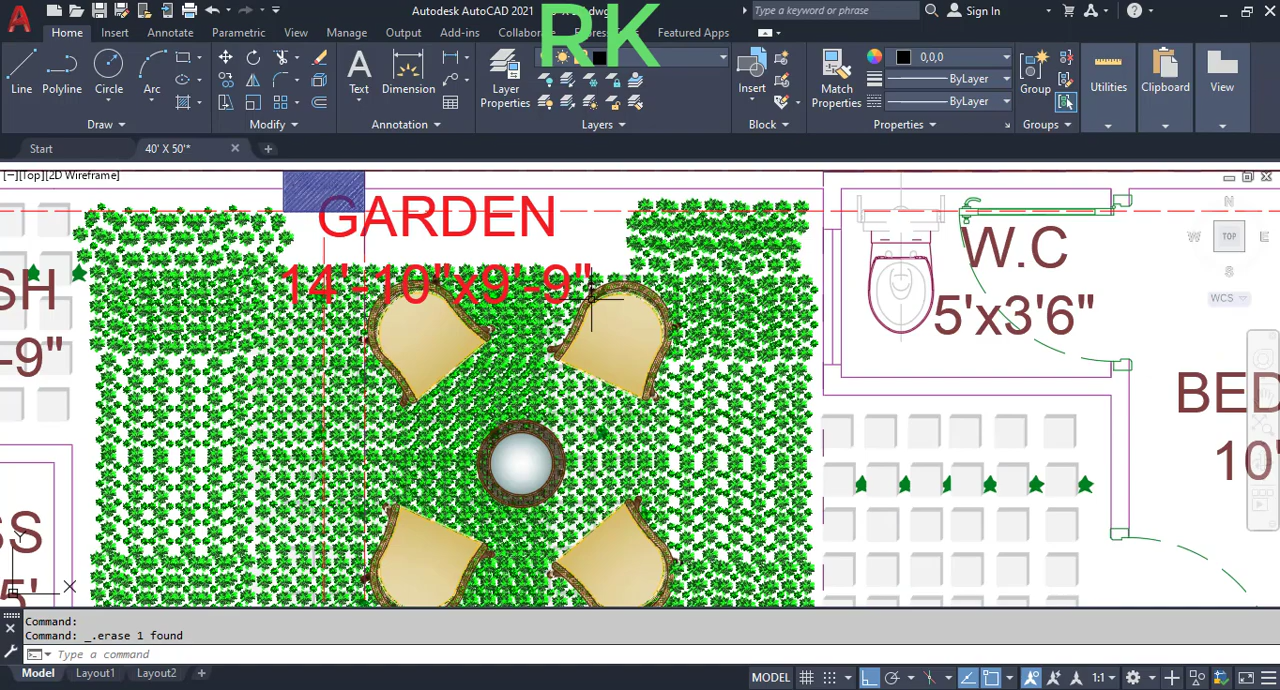 Autodesk AutoCAD 2021
Type a keyword or phrase
Sign In
RK
Home
Insert
Annotate
Parametric
View
Manage
Output
Add-ins
Featured Apps
Line
Polyline
Circle
Arc
Text
Dimension
Layer
Properties
Insert
Match
Properties
0,0,0
ByLayer
ByLayer
Group
Utilities
Clipboard
View
Draw
Modify
Annotation
Layers
Block
Properties
Groups
Start
40' X 50'*
[−][Top][2D Wireframe]
GARDEN
14'-10"x9'-9"
W.C
5'x3'6"
N
W
TOP
E
S
WCS
SH
-9"
BED
10'
SS
5'
Y
X
Command:
Command: _.erase 1 found
Type a command
Model
Layout1
Layout2
MODEL
1:1